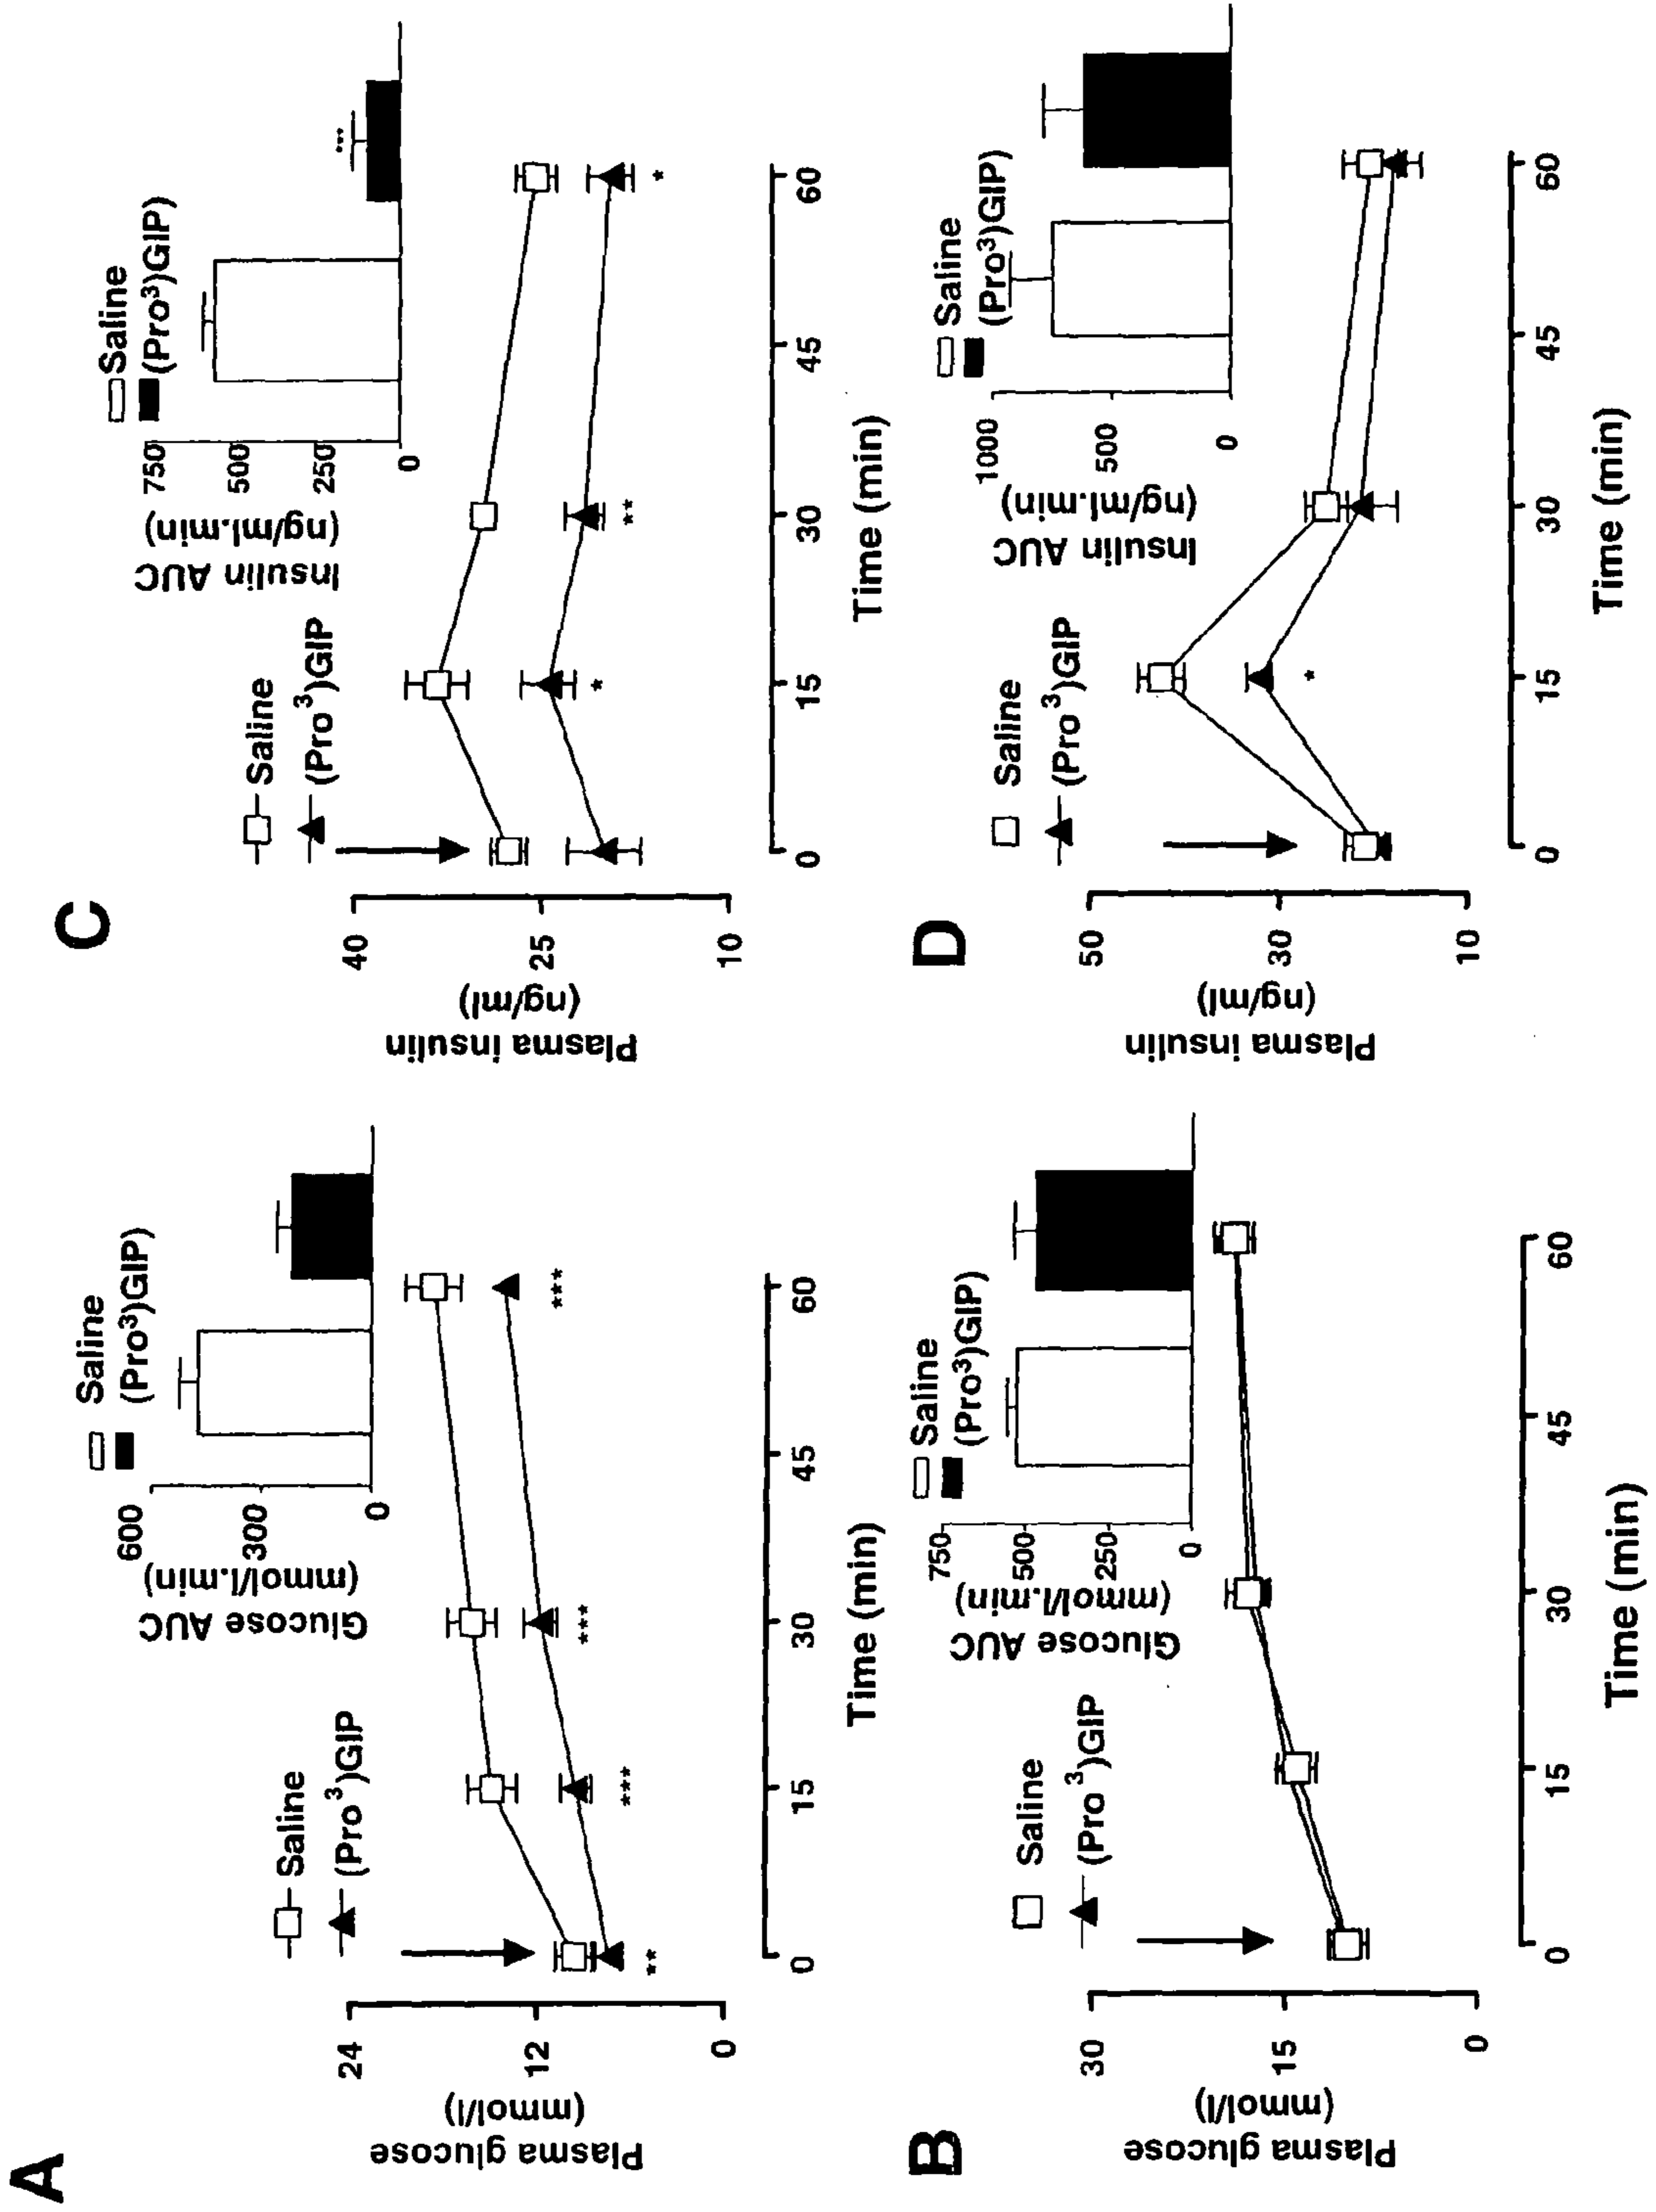 A
Saline
(Pro³)GIP
Saline
(Pro³)GIP)
Glucose AUC
(mmol/l.min)
600
300
0
Plasma glucose
(mmol/l)
24
12
0
**
***
***
***
0 15 30 45 60
Time (min)
C
Saline
(Pro³)GIP
Saline
(Pro³)GIP)
Insulin AUC
(ng/ml.min)
750
500
250
0
***
Plasma insulin
(ng/ml)
40
25
10
*
**
*
0 15 30 45 60
Time (min)
B
Saline
(Pro³)GIP
Saline
(Pro³)GIP)
Glucose AUC
(mmol/l.min)
750
500
250
0
Plasma glucose
(mmol/l)
30
15
0
0 15 30 45 60
Time (min)
D
Saline
(Pro³)GIP
Saline
(Pro³)GIP)
Insulin AUC
(ng/ml.min)
1000
500
0
Plasma insulin
(ng/ml)
50
30
10
*
0 15 30 45 60
Time (min)